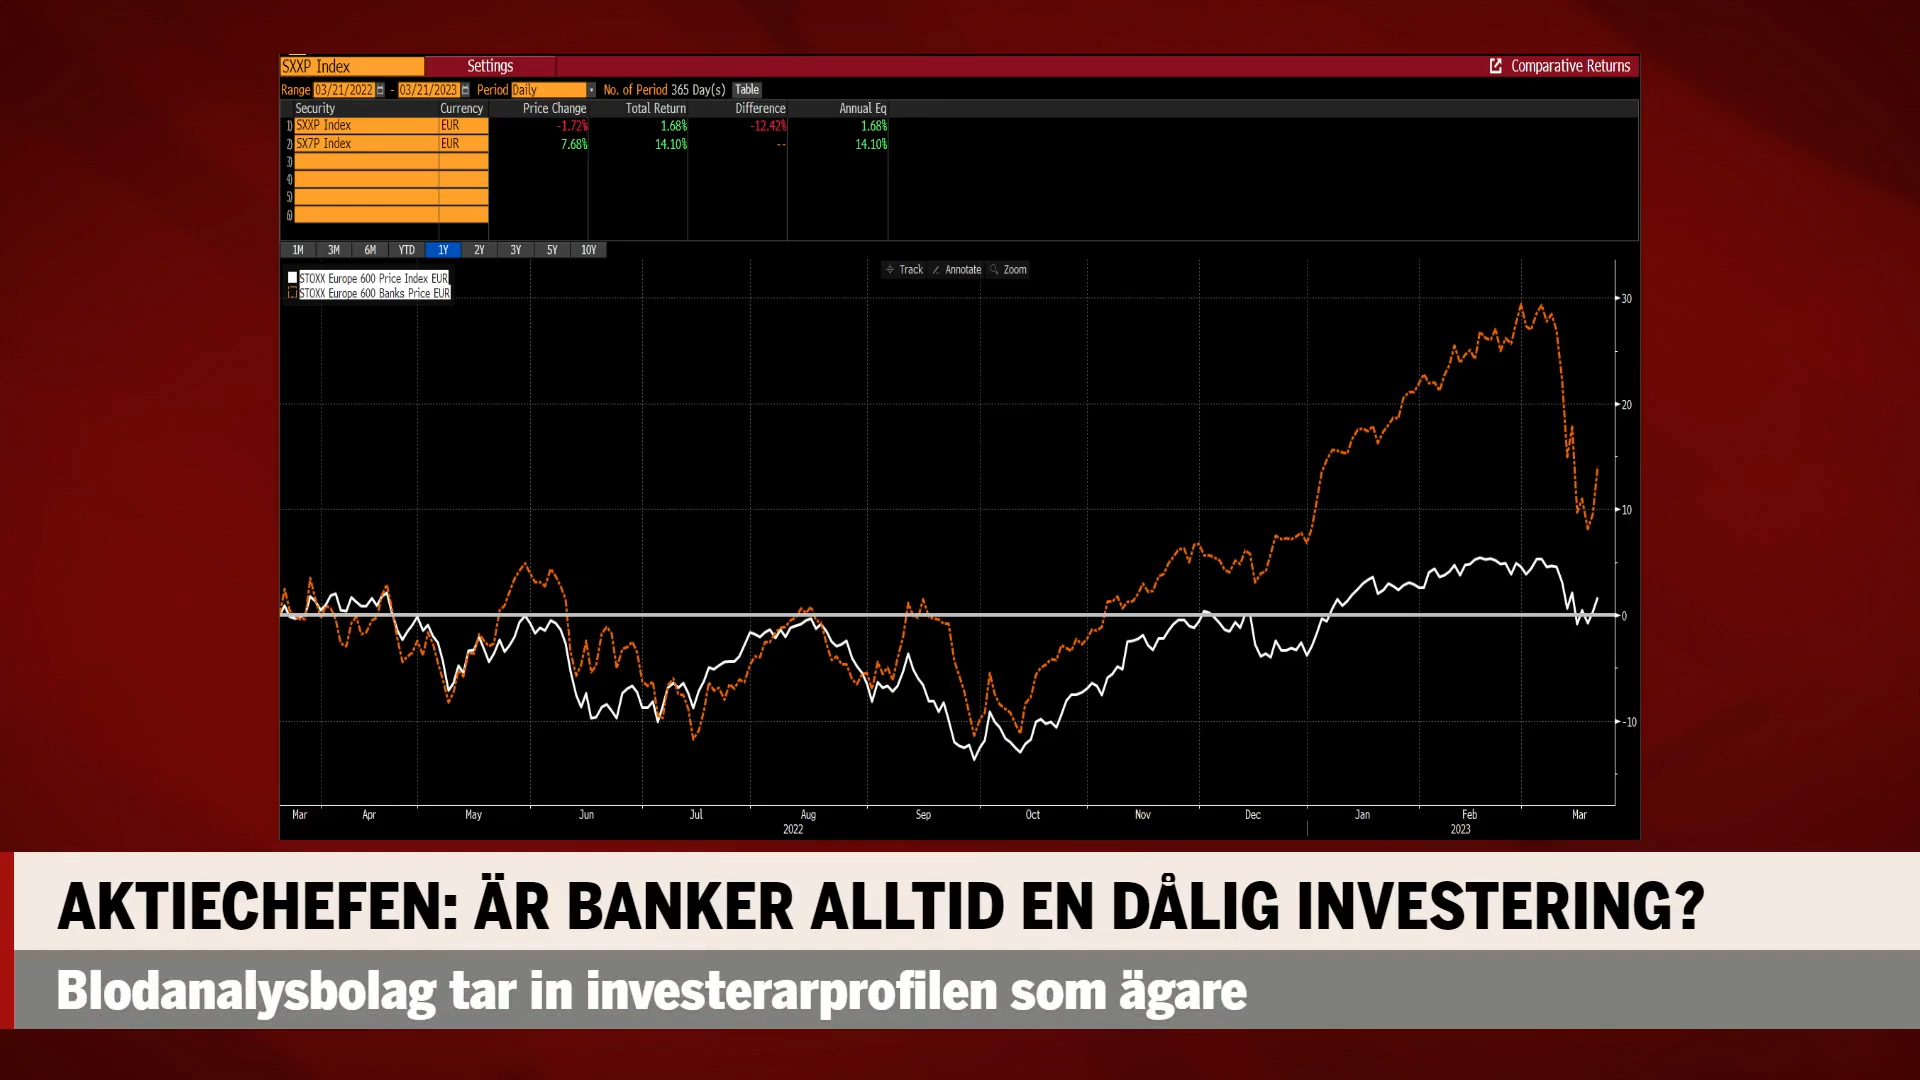 SXXP Index Settings Comparative Returns
Range 03/21/2022 - 03/21/2023 Period Daily No. of Period 365 Day(s) Table
Security Currency Price Change Total Return Difference Annual Eq
1) SXXP Index EUR -1.72% 1.68% -12.42% 1.68%
2) SX7P Index EUR 7.68% 14.10% -- 14.10%
3)
4)
5)
6)
1M 3M 6M YTD 1Y 2Y 3Y 5Y 10Y
Track Annotate Zoom
STOXX Europe 600 Price Index EUR
STOXX Europe 600 Banks Price EUR
30
20
10
0
-10
Mar Apr May Jun Jul Aug Sep Oct Nov Dec Jan Feb Mar
2022 2023
AKTIECHEFEN: ÄR BANKER ALLTID EN DÅLIG INVESTERING?
Blodanalysbolag tar in investerarprofilen som ägare